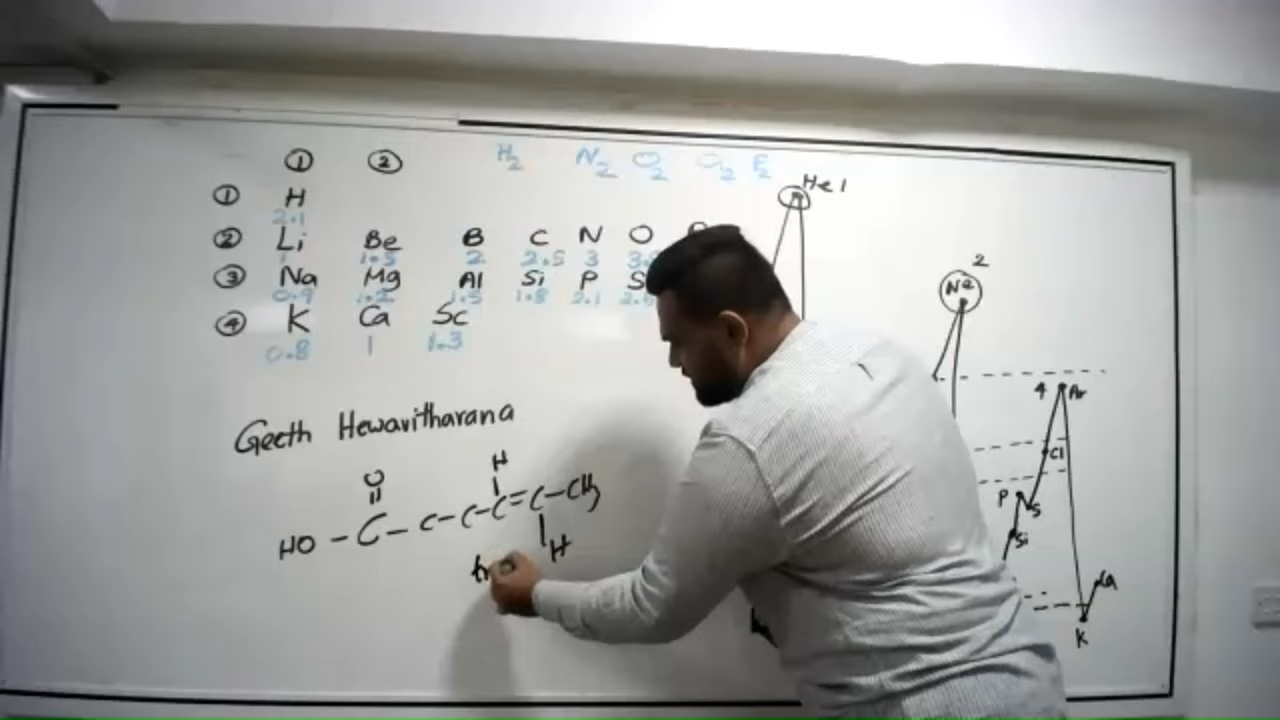 ① ② H₂ N₂ O₂ O₂ F₂
① H
2.1
② Li Be B C N O
1 1.5 2 2.5 3 3.
③ Na Mg Al Si P S
0.9 1.2 1.5 1.8 2.1 2.5
④ K Ca Sc
0.8 1 1.3
Geeth Hewavitharana
O H
HO - C - C - C - C = C - CH₃
H
tr
He 1
2
Ne
4 Ar
Cl
P S
Si
Ca
K